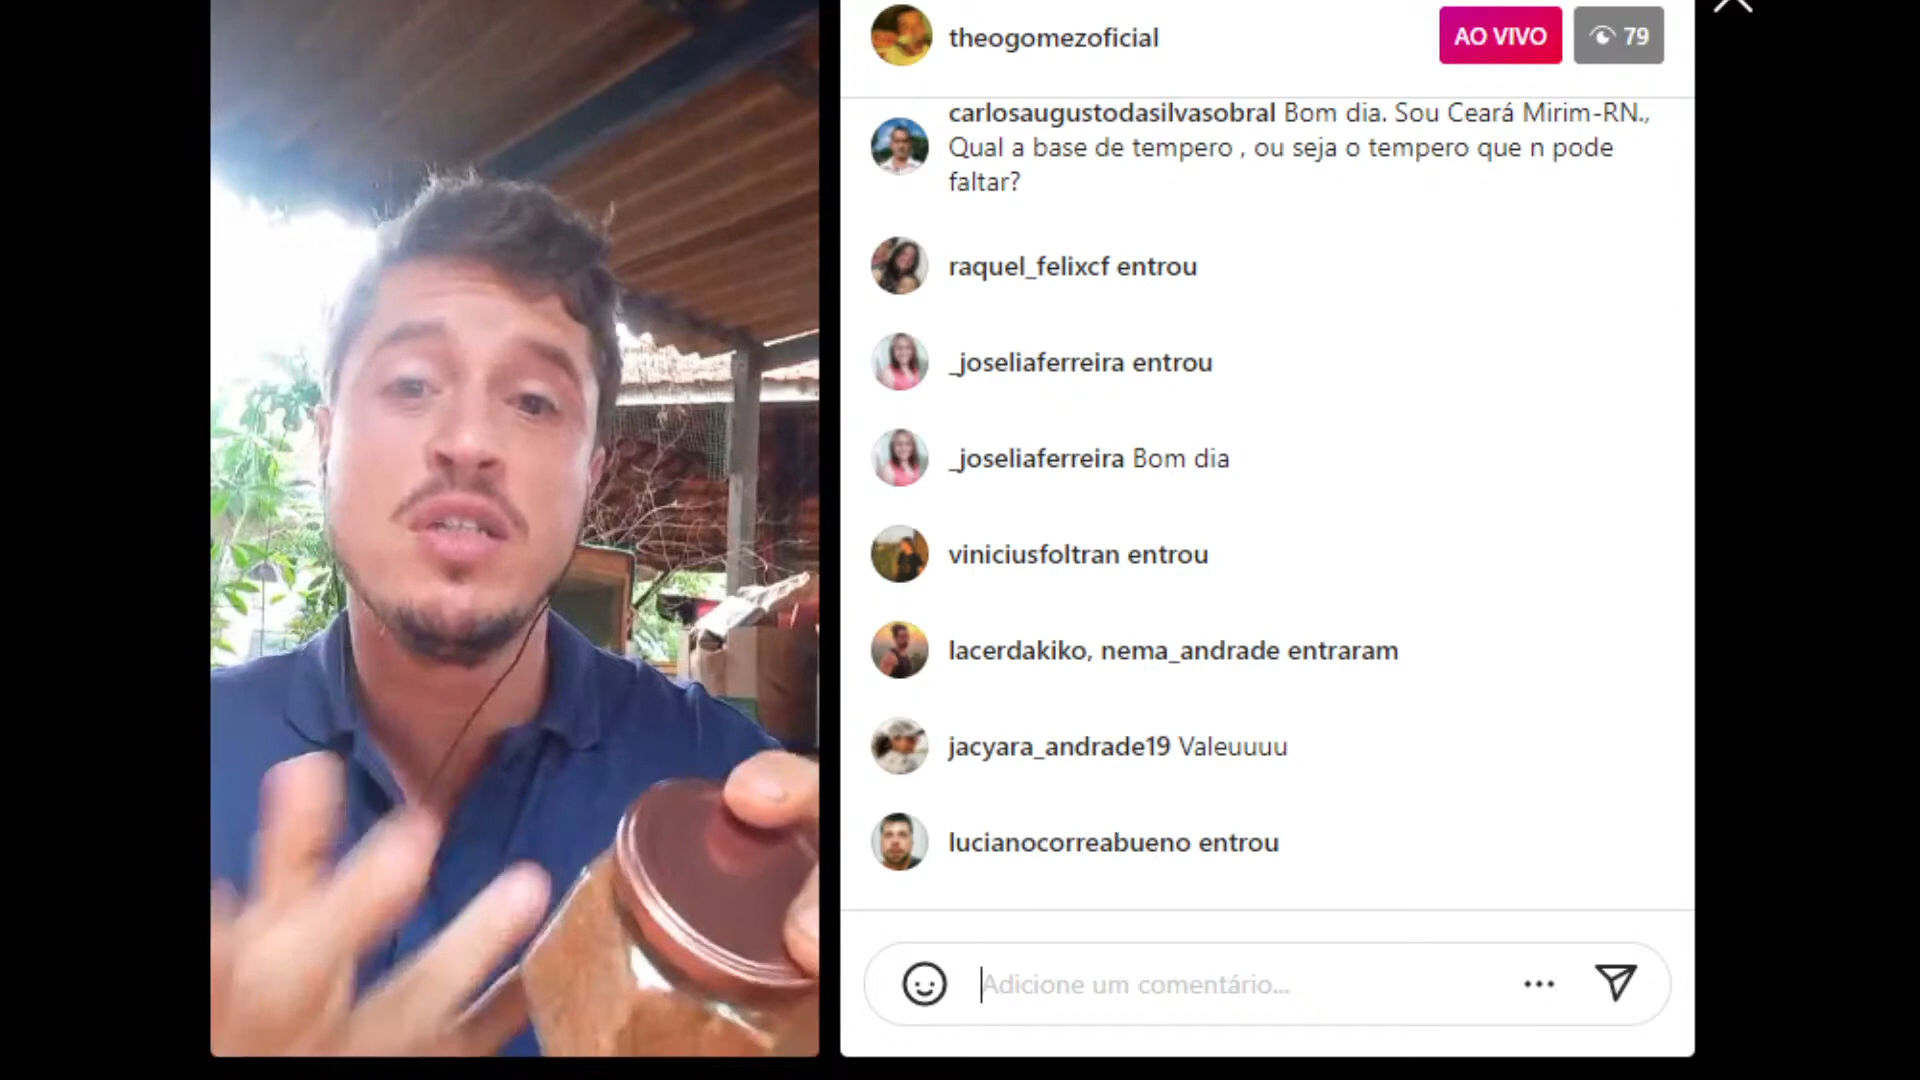 theogomezoficial
AO VIVO
79
carlosaugustodasilvasobral Bom dia. Sou Ceará Mirim-RN.,
Qual a base de tempero , ou seja o tempero que n pode
faltar?
raquel_felixcf entrou
_joseliaferreira entrou
_joseliaferreira Bom dia
viniciusfoltran entrou
lacerdakiko, nema_andrade entraram
jacyara_andrade19 Valeuuuu
lucianocorreabueno entrou
Adicione um comentário...